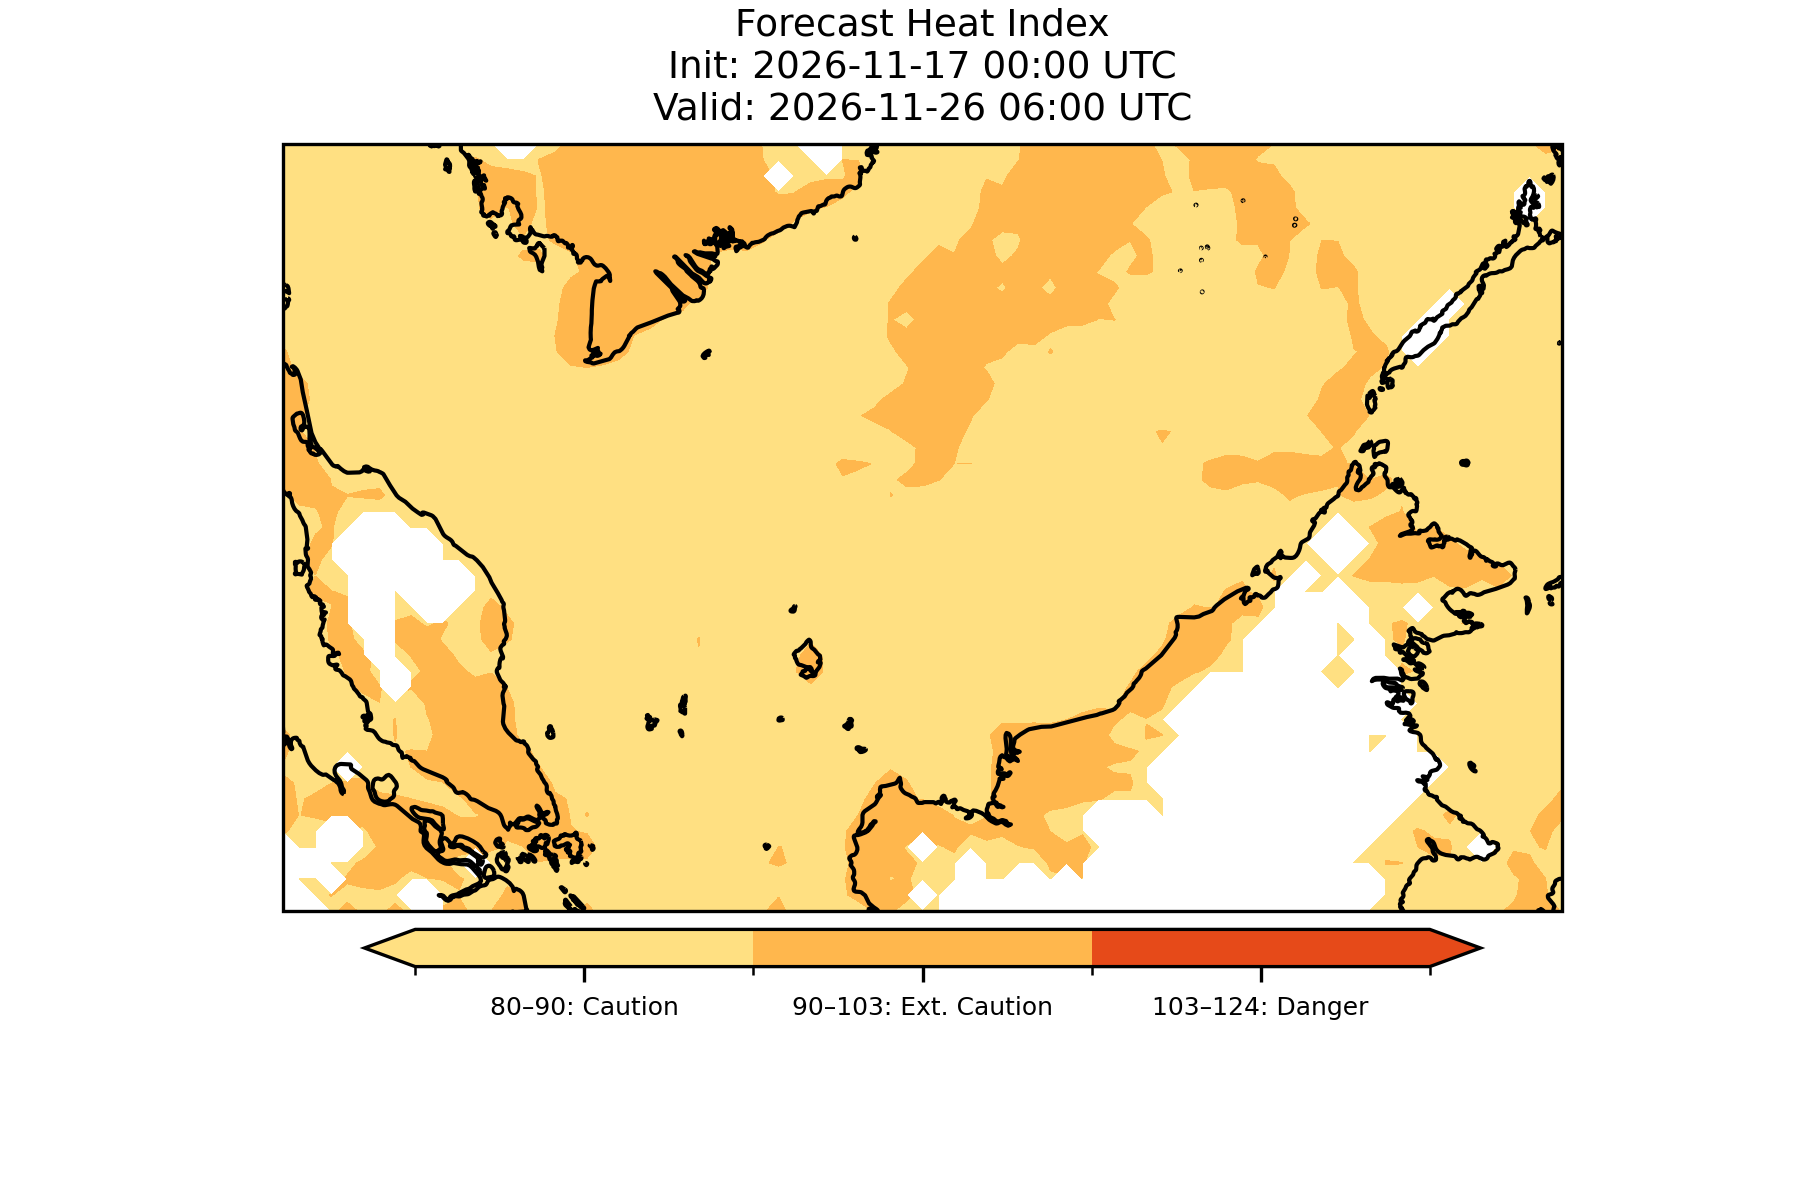 Forecast Heat Index
Init: 2026-11-17 00:00 UTC
Valid: 2026-11-26 06:00 UTC
80–90: Caution
90–103: Ext. Caution
103–124: Danger